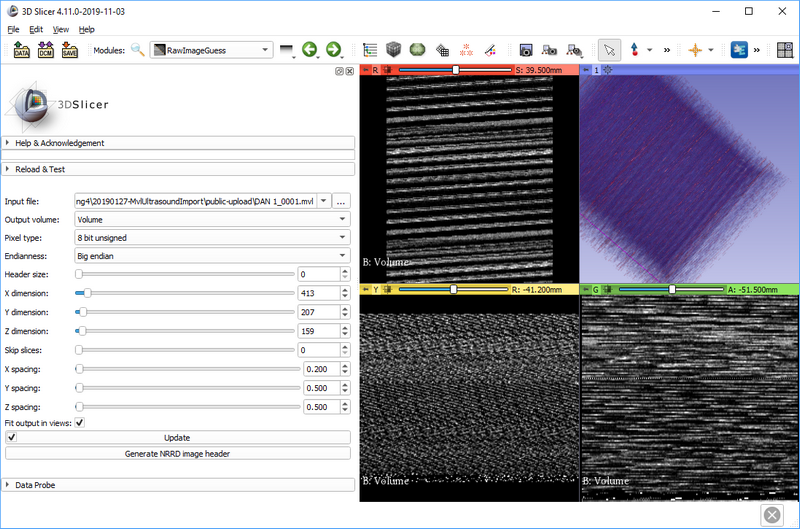 3D Slicer 4.11.0-2019-11-03
File Edit View Help
DATA DCM SAVE Modules: RawImageGuess
R S: 39.500mm
1
3DSlicer
Help & Acknowledgement
Reload & Test
Input file: ng4\20190127-MvlUltrasoundImport\public-upload\DAN 1_0001.mvl ...
Output volume: Volume
Pixel type: 8 bit unsigned
Endianness: Big endian
Header size: 0
X dimension: 413
Y dimension: 207
Z dimension: 159
Skip slices: 0
X spacing: 0.200
Y spacing: 0.500
Z spacing: 0.500
Fit output in views:
Update
Generate NRRD image header
Data Probe
B: Volume
Y R: -41.200mm
G A: -51.500mm
B: Volume
B: Volume